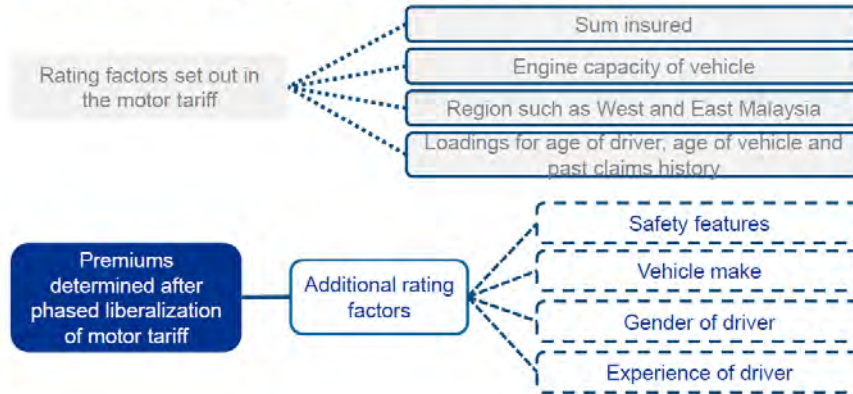 Rating factors set out in
the motor tariff
Sum insured
Engine capacity of vehicle
Region such as West and East Malaysia
Loadings for age of driver, age of vehicle and
past claims history
Premiums
determined after
phased liberalization
of motor tariff
Additional rating
factors
Safety features
Vehicle make
Gender of driver
Experience of driver